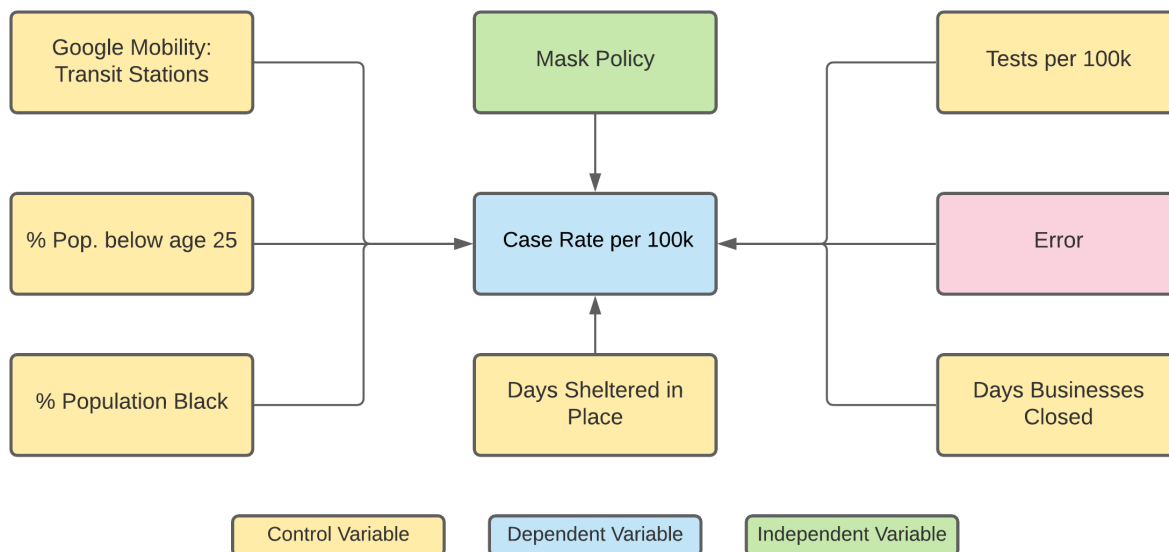 Google Mobility:
Transit Stations
Mask Policy
Tests per 100k
% Pop. below age 25
Case Rate per 100k
Error
% Population Black
Days Sheltered in
Place
Days Businesses
Closed
Control Variable
Dependent Variable
Independent Variable